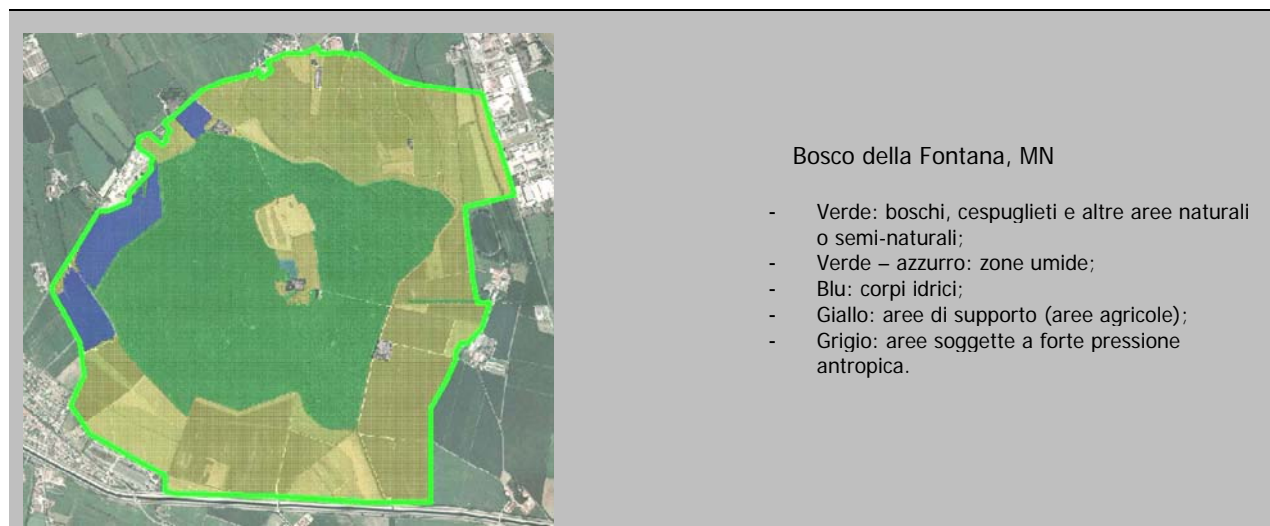 Bosco della Fontana, MN
- Verde: boschi, cespuglieti e altre aree naturali
o semi-naturali;
- Verde – azzurro: zone umide;
- Blu: corpi idrici;
- Giallo: aree di supporto (aree agricole);
- Grigio: aree soggette a forte pressione
antropica.